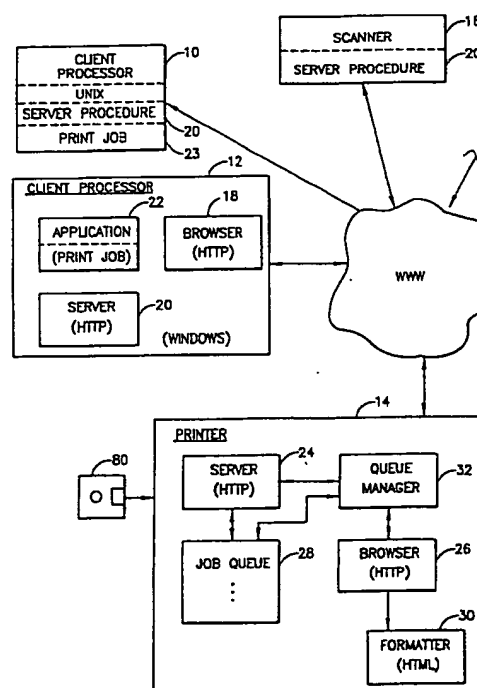 10
CLIENT
PROCESSOR
UNIX
SERVER PROCEDURE
20
PRINT JOB
23
SCANNER
SERVER PROCEDURE
20
12
CLIENT PROCESSOR
22
APPLICATION
(PRINT JOB)
18
BROWSER
(HTTP)
20
SERVER
(HTTP)
(WINDOWS)
WWW
14
PRINTER
80
24
SERVER
(HTTP)
QUEUE
MANAGER
32
JOB QUEUE
28
BROWSER
(HTTP)
26
30
FORMATTER
(HTML)